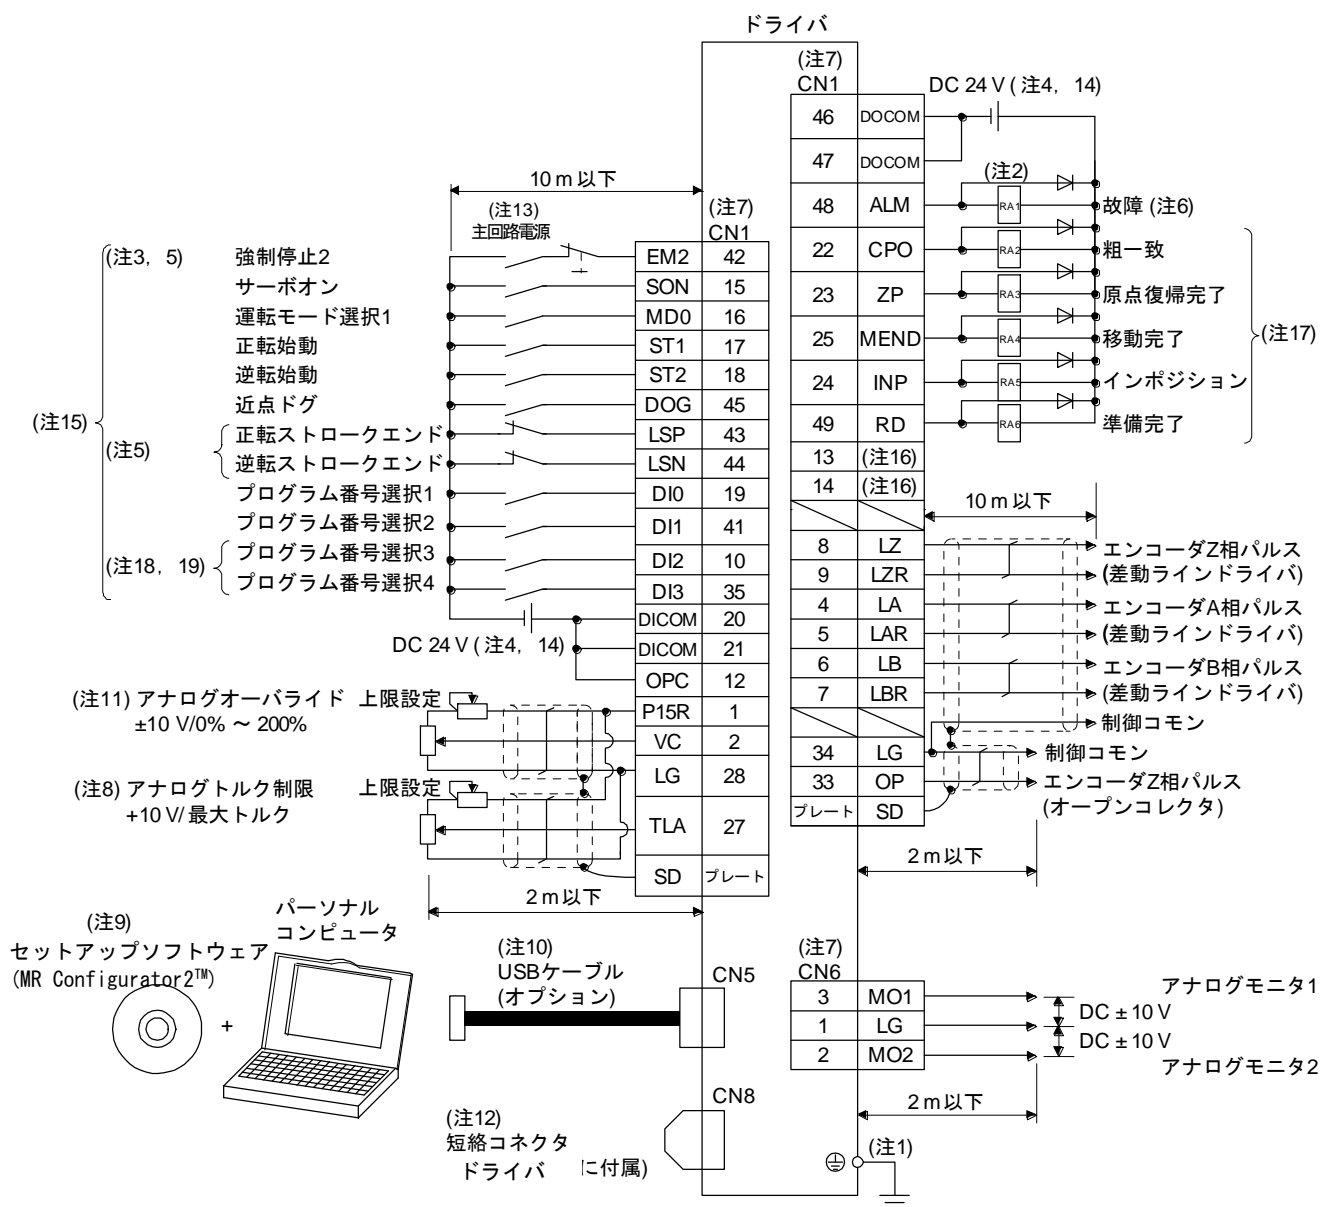 ドライバ
(注7)
CN1
DC 24 V ( 注4, 14)
46 DOCOM
47 DOCOM
(注2)
48 ALM RA1 故障 (注6)
22 CPO RA2 粗一致
23 ZP RA3 原点復帰完了
25 MEND RA4 移動完了
24 INP RA5 インポジション
49 RD RA6 準備完了
(注17)
13 (注16)
14 (注16)
10 m 以下
8 LZ エンコーダZ相パルス
9 LZR (差動ラインドライバ)
4 LA エンコーダA相パルス
5 LAR (差動ラインドライバ)
6 LB エンコーダB相パルス
7 LBR (差動ラインドライバ)
制御コモン
34 LG 制御コモン
33 OP エンコーダZ相パルス
(オープンコレクタ)
プレート SD
2 m 以下
10 m 以下
(注13)
主回路電源
(注7)
CN1
(注15)
(注3, 5) 強制停止2 EM2 42
サーボオン SON 15
運転モード選択1 MD0 16
正転始動 ST1 17
逆転始動 ST2 18
近点ドグ DOG 45
(注5)
正転ストロークエンド LSP 43
逆転ストロークエンド LSN 44
プログラム番号選択1 DI0 19
プログラム番号選択2 DI1 41
(注18, 19)
プログラム番号選択3 DI2 10
プログラム番号選択4 DI3 35
DICOM 20
DC 24 V ( 注4, 14) DICOM 21
OPC 12
(注11) アナログオーバライド 上限設定 P15R 1
±10 V/0% ～ 200%
VC 2
LG 28
(注8) アナログトルク制限 上限設定
+10 V/ 最大トルク
TLA 27
SD プレート
2 m 以下
(注9)
セットアップソフトウェア
(MR Configurator2™)
+
パーソナル
コンピュータ
(注10)
USBケーブル
(オプション)
CN5
(注12)
短絡コネクタ
ドライバ に付属)
CN8
(注7)
CN6
3 MO1 アナログモニタ1
DC ± 10 V
1 LG
DC ± 10 V
2 MO2 アナログモニタ2
2 m 以下
(注1)